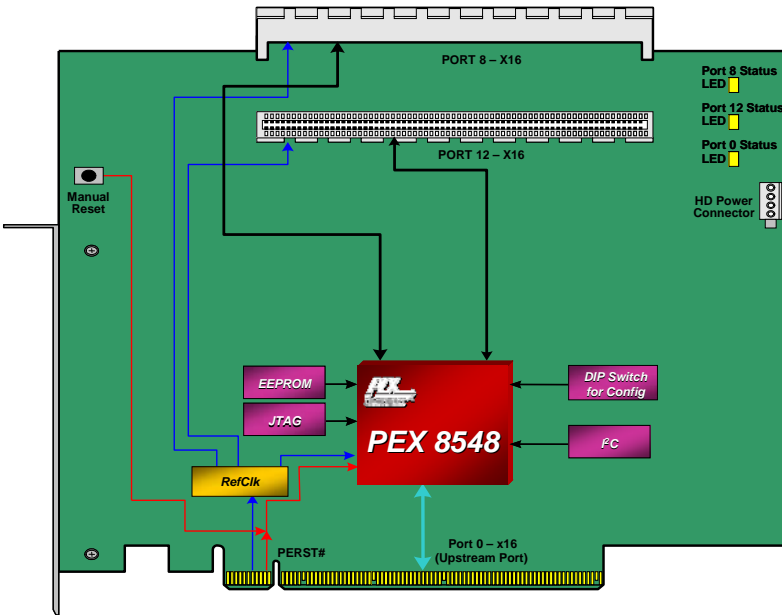 PORT 8 – X16
Port 8 Status
LED
Port 12 Status
LED
PORT 12 – X16
Port 0 Status
LED
Manual
Reset
HD Power
Connector
EEPROM
DIP Switch
for Config
JTAG
PEX 8548
I²C
RefClk
PERST#
Port 0 – x16
(Upstream Port)